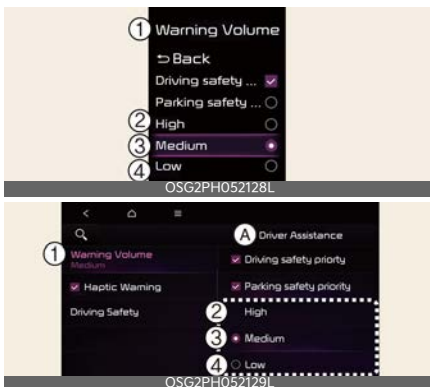 ① Warning Volume
⮌ Back
Driving safety ...
Parking safety ...
② High
③ Medium
④ Low
OSG2PH052128L
Ⓐ Driver Assistance
① Warning Volume
Medium
Driving safety priorty
Haptic Warning
Parking safety priority
Driving Safety
② High
③ Medium
④ Low
OSG2PH052129L